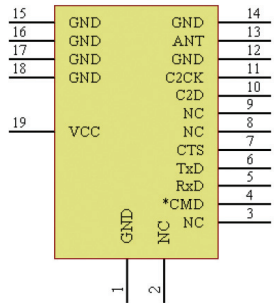 15 GND GND 14
16 GND ANT 13
17 GND GND 12
18 GND C2CK 11
C2D 10
NC 9
19 VCC NC 8
CTS 7
TxD 6
RxD 5
*CMD 4
NC 3
GND NC
1 2